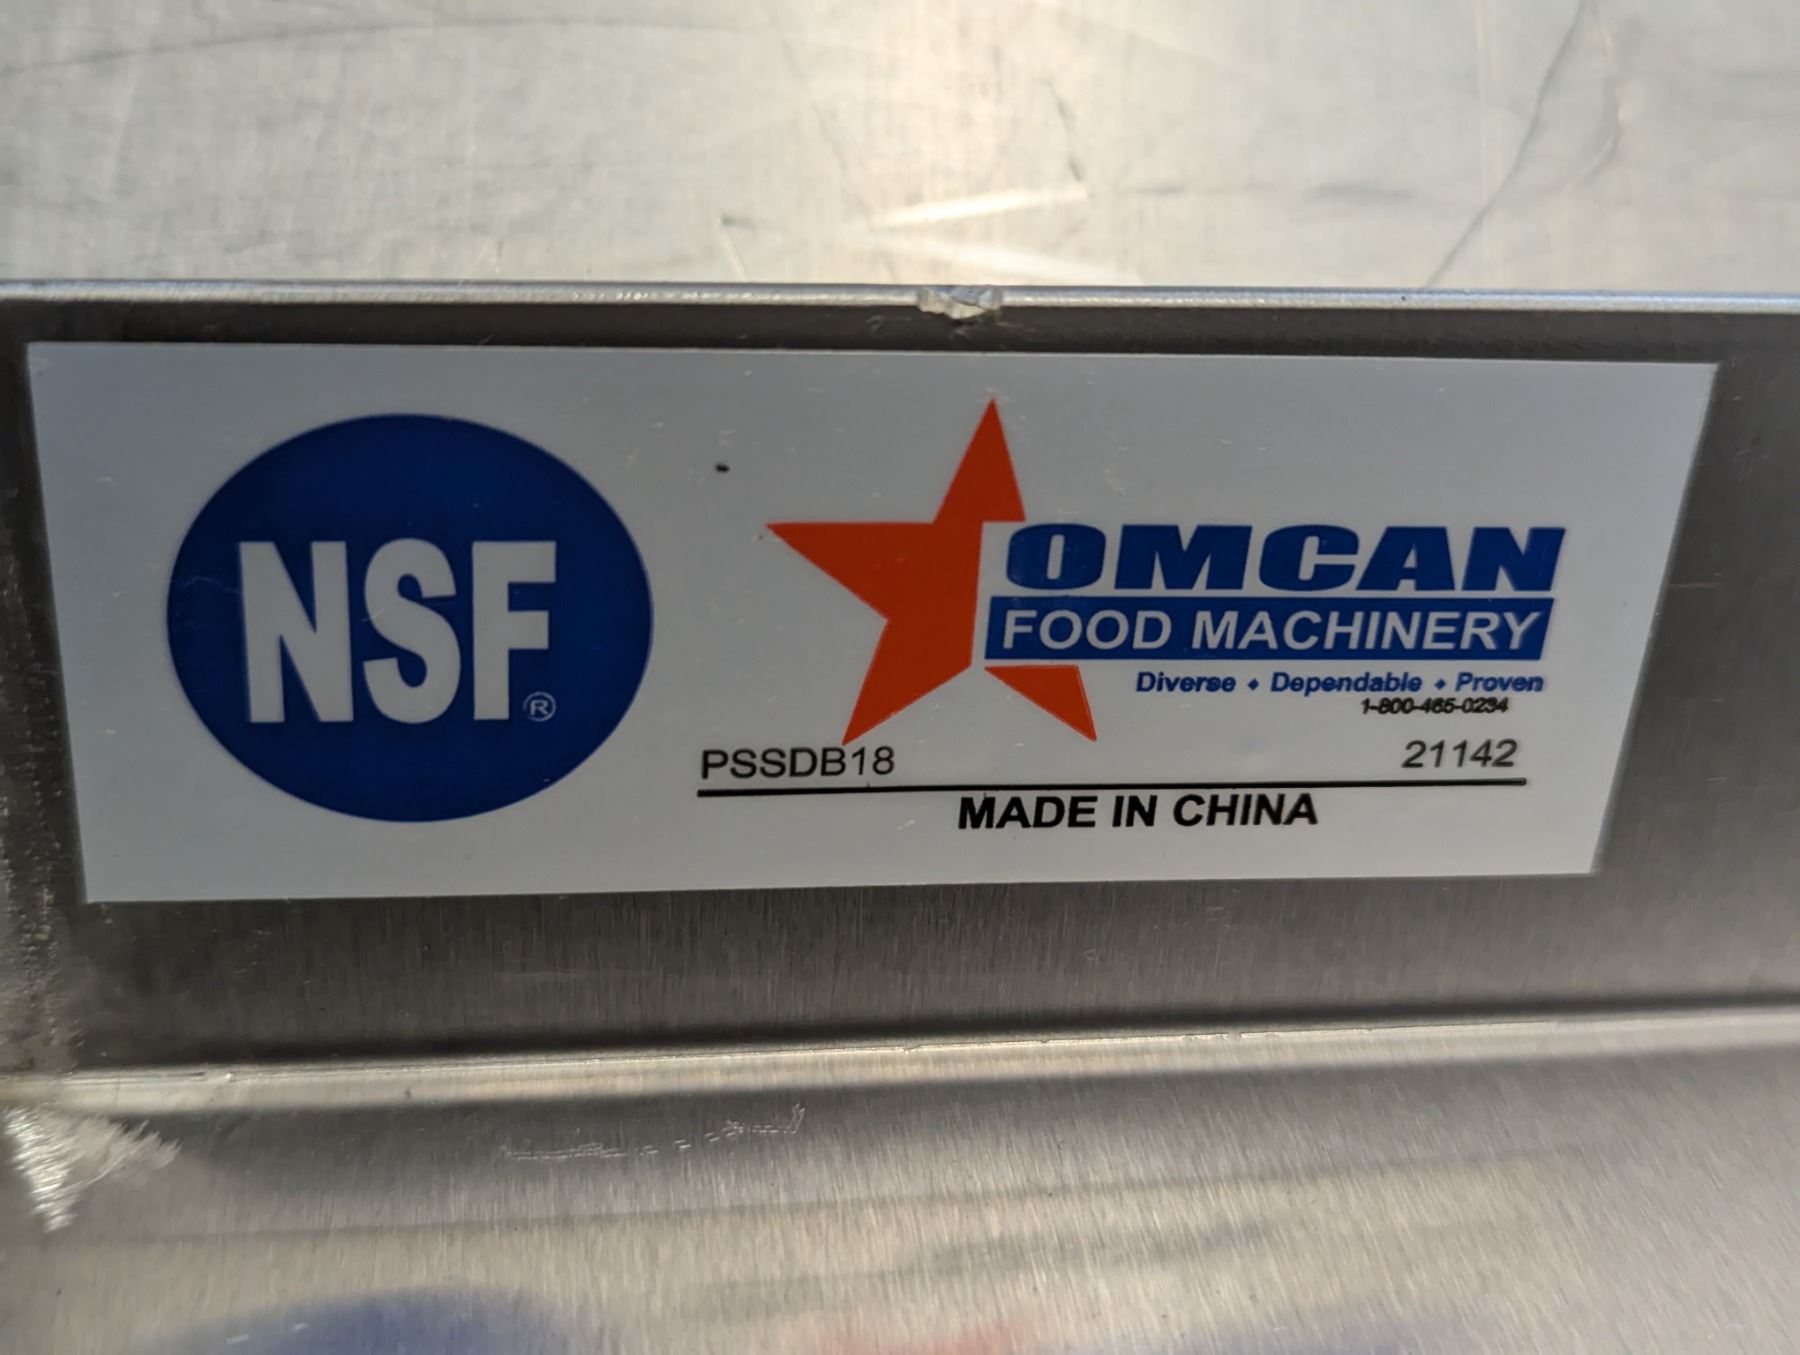 NSF®
OMCAN
FOOD MACHINERY
Diverse • Dependable • Proven
1-800-465-0234
PSSDB18 21142
MADE IN CHINA